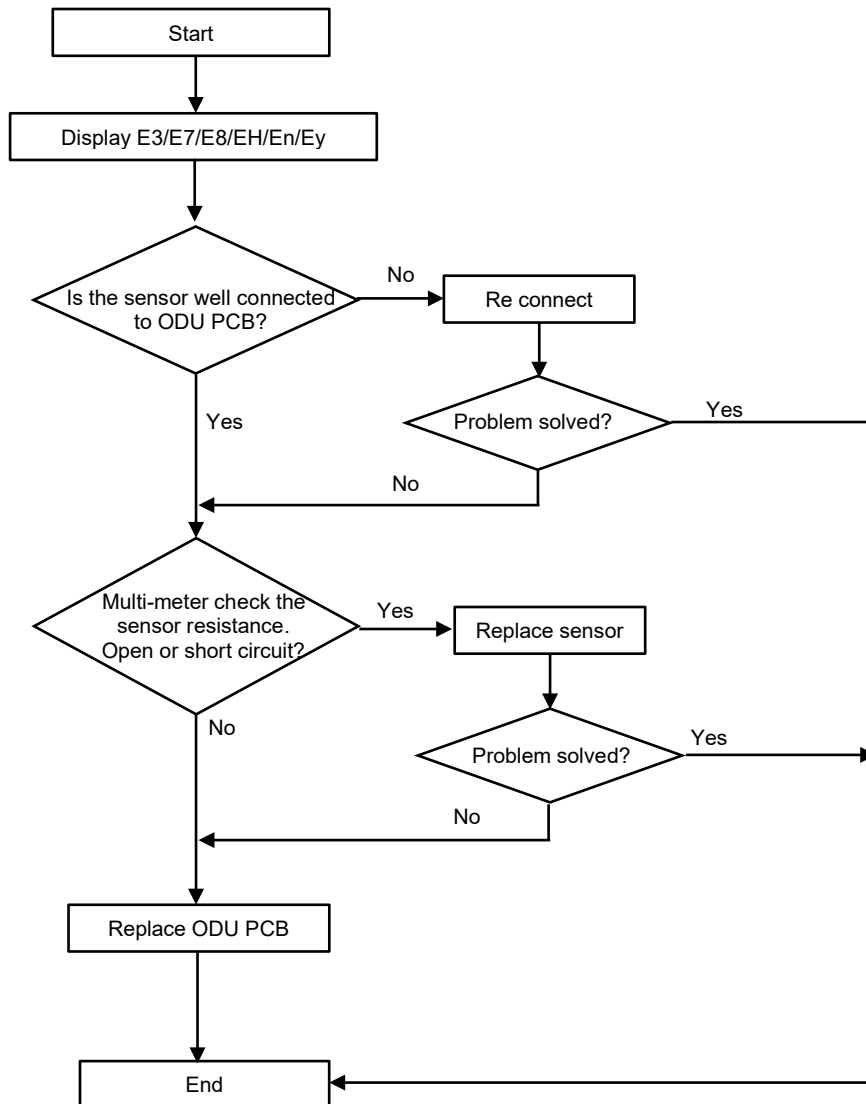 Start
Display E3/E7/E8/EH/En/Ey
Is the sensor well connected
to ODU PCB?
No
Re connect
Yes
Problem solved?
Yes
No
Multi-meter check the
sensor resistance.
Open or short circuit?
Yes
Replace sensor
No
Problem solved?
Yes
No
Replace ODU PCB
End